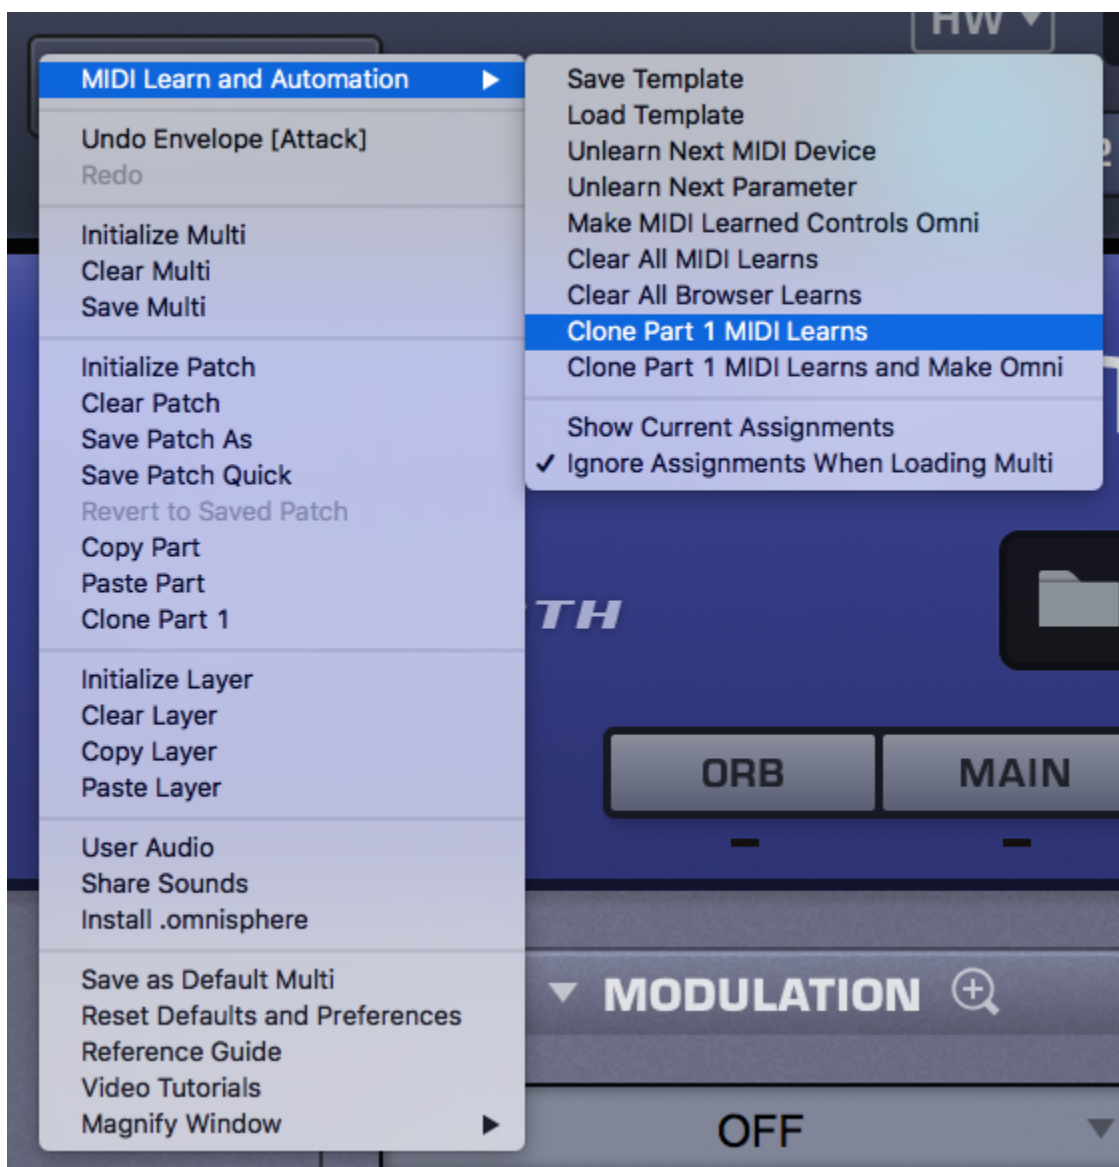 HW
MIDI Learn and Automation
Undo Envelope [Attack]
Redo
Initialize Multi
Clear Multi
Save Multi
Initialize Patch
Clear Patch
Save Patch As
Save Patch Quick
Revert to Saved Patch
Copy Part
Paste Part
Clone Part 1
Initialize Layer
Clear Layer
Copy Layer
Paste Layer
User Audio
Share Sounds
Install .omnisphere
Save as Default Multi
Reset Defaults and Preferences
Reference Guide
Video Tutorials
Magnify Window
Save Template
Load Template
Unlearn Next MIDI Device
Unlearn Next Parameter
Make MIDI Learned Controls Omni
Clear All MIDI Learns
Clear All Browser Learns
Clone Part 1 MIDI Learns
Clone Part 1 MIDI Learns and Make Omni
Show Current Assignments
✓ Ignore Assignments When Loading Multi
TH
ORB
MAIN
MODULATION
OFF